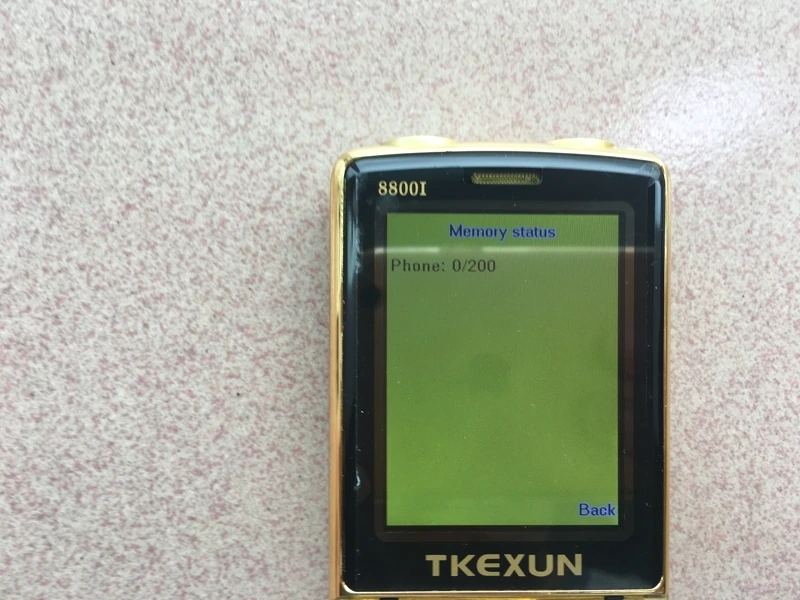 8800I
Memory status
Phone: 0/200
Back
TKEXUN